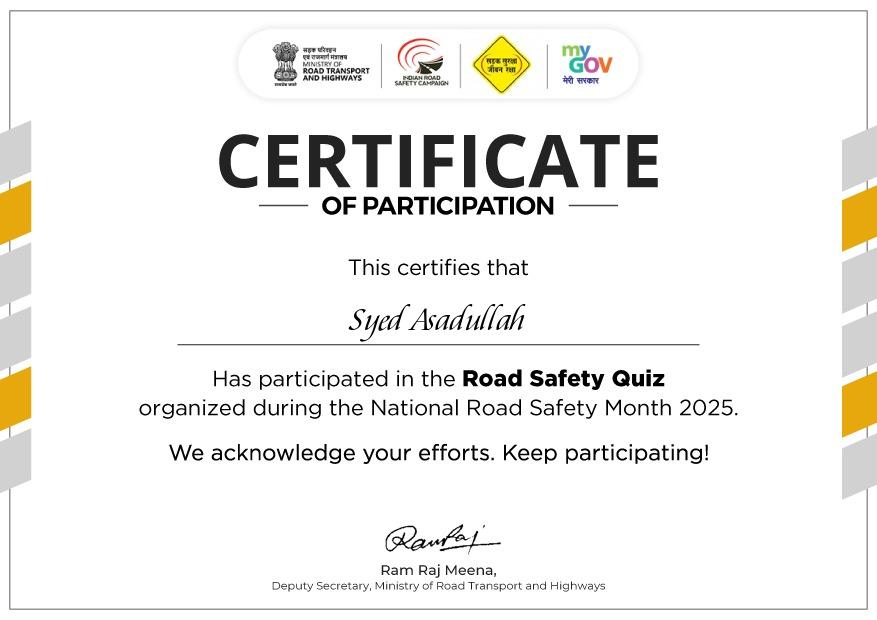 सड़क परिवहन
एवं राजमार्ग मंत्रालय
MINISTRY OF
ROAD TRANSPORT
AND HIGHWAYS
सत्यमेव जयते
INDIAN ROAD
SAFETY CAMPAIGN
सड़क सुरक्षा
जीवन रक्षा
my
GOV
मेरी सरकार
CERTIFICATE
OF PARTICIPATION
This certifies that
Syed Asadullah
Has participated in the Road Safety Quiz
organized during the National Road Safety Month 2025.
We acknowledge your efforts. Keep participating!
RamRaj
Ram Raj Meena,
Deputy Secretary, Ministry of Road Transport and Highways